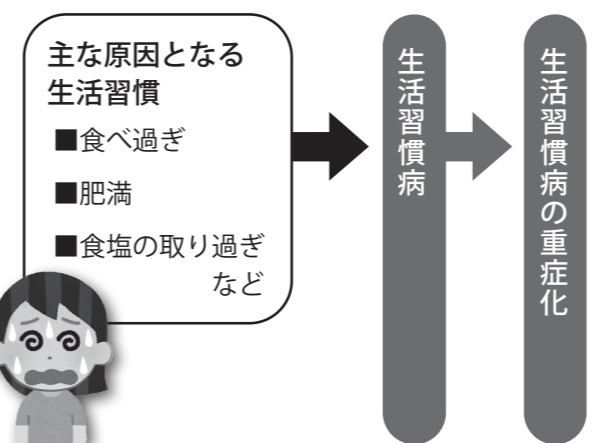 主な原因となる
生活習慣
■食べ過ぎ
■肥満
■食塩の取り過ぎ
など
生活習慣病
生活習慣病の重症化